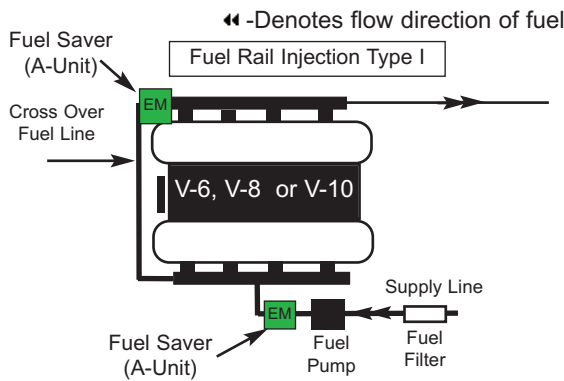 -Denotes flow direction of fuel
Fuel Saver
(A-Unit)
Fuel Rail Injection Type I
EM
Cross Over
Fuel Line
V-6, V-8 or V-10
Supply Line
EM
Fuel Saver
(A-Unit)
Fuel
Pump
Fuel
Filter